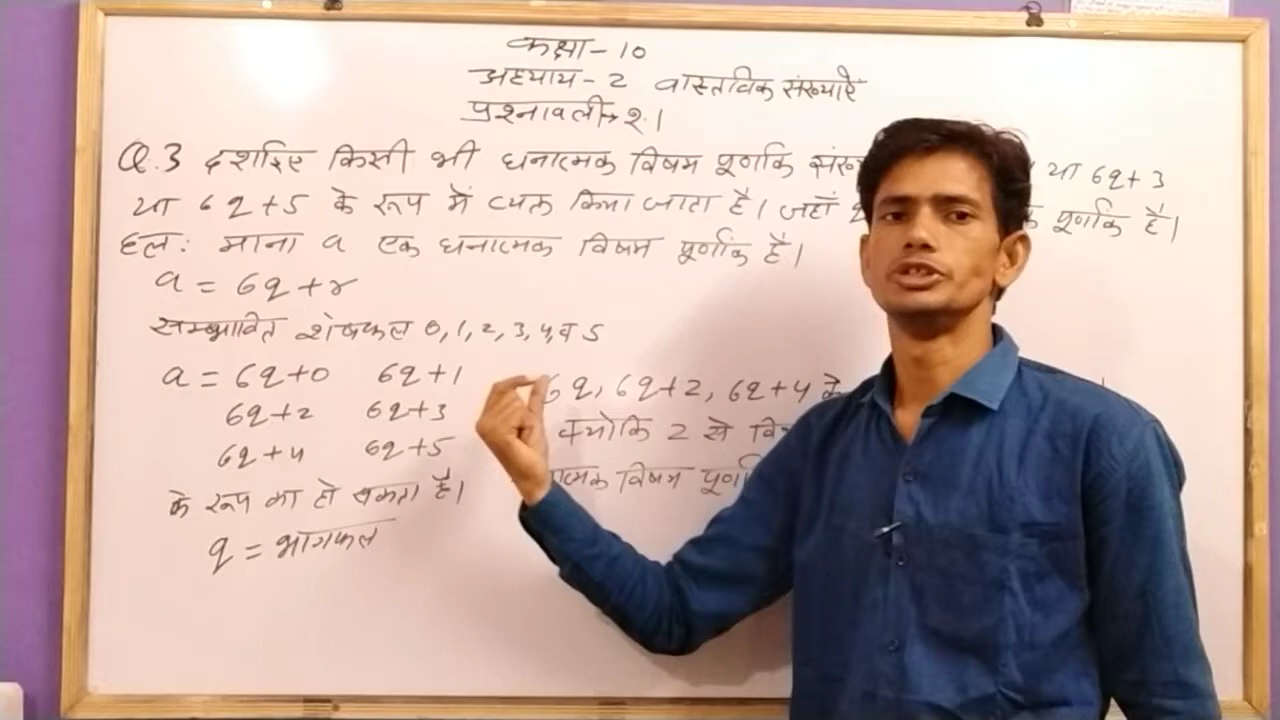 कक्षा-10
अध्याय-2 वास्तविक संख्याएँ
प्रश्नावली→2.1
Q.3 दर्शाइए किसी भी धनात्मक विषम पूर्णांक या 6q+3
या 6q+5 के रूप में व्यक्त किया जाता है। जहाँ पूर्णांक है।
हल: माना a एक धनात्मक विषम पूर्णांक है।
a = 6q+r
सम्भावित शेषफल 0,1,2,3,4,व 5
a = 6q+0 6q+1
6q+2 6q+3
6q+4 6q+5
के रूप का हो सकता है।
q = भागफल
6q, 6q+2, 6q+4 के
क्योंकि 2 से
विषम